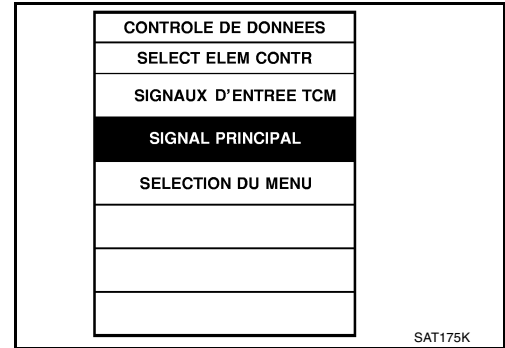 CONTROLE DE DONNEES
SELECT ELEM CONTR
SIGNAUX D'ENTREE TCM
SIGNAL PRINCIPAL
SELECTION DU MENU
SAT175K